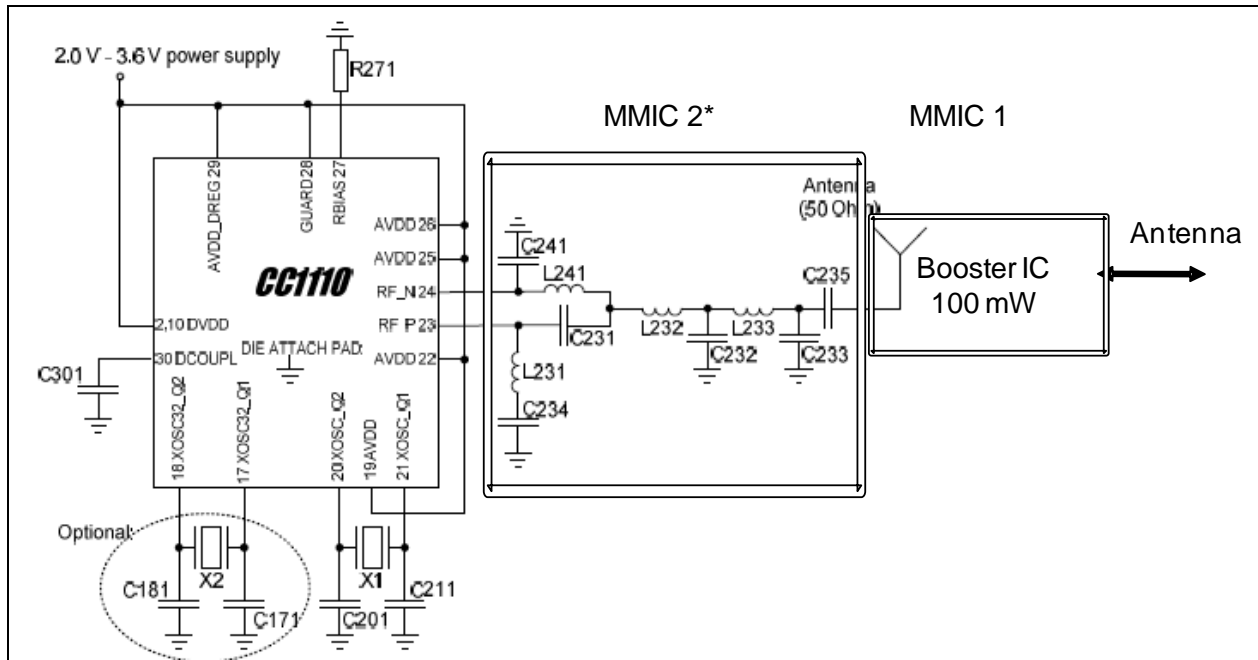 2.0 V - 3.6 V power supply
R271
MMIC 2*
MMIC 1
AVDD_DREG 29
GUARD 28
RBIAS 27
Antenna
(50 Ohm)
AVDD 26
C241
Antenna
AVDD 25
L241
C235
Booster IC
100 mW
CC1110
RF_N 24
2,10 DVDD
RF P 23
C231
L232
L233
C232
C233
DIE ATTACH PAD:
30 DCOUPL
AVDD 22
C301
L231
C234
18 XOSC32_Q2
17 XOSC32_Q1
20 XOSC_Q2
19 AVDD
21 XOSC_Q1
Optional:
X2
X1
C181
C171
C201
C211